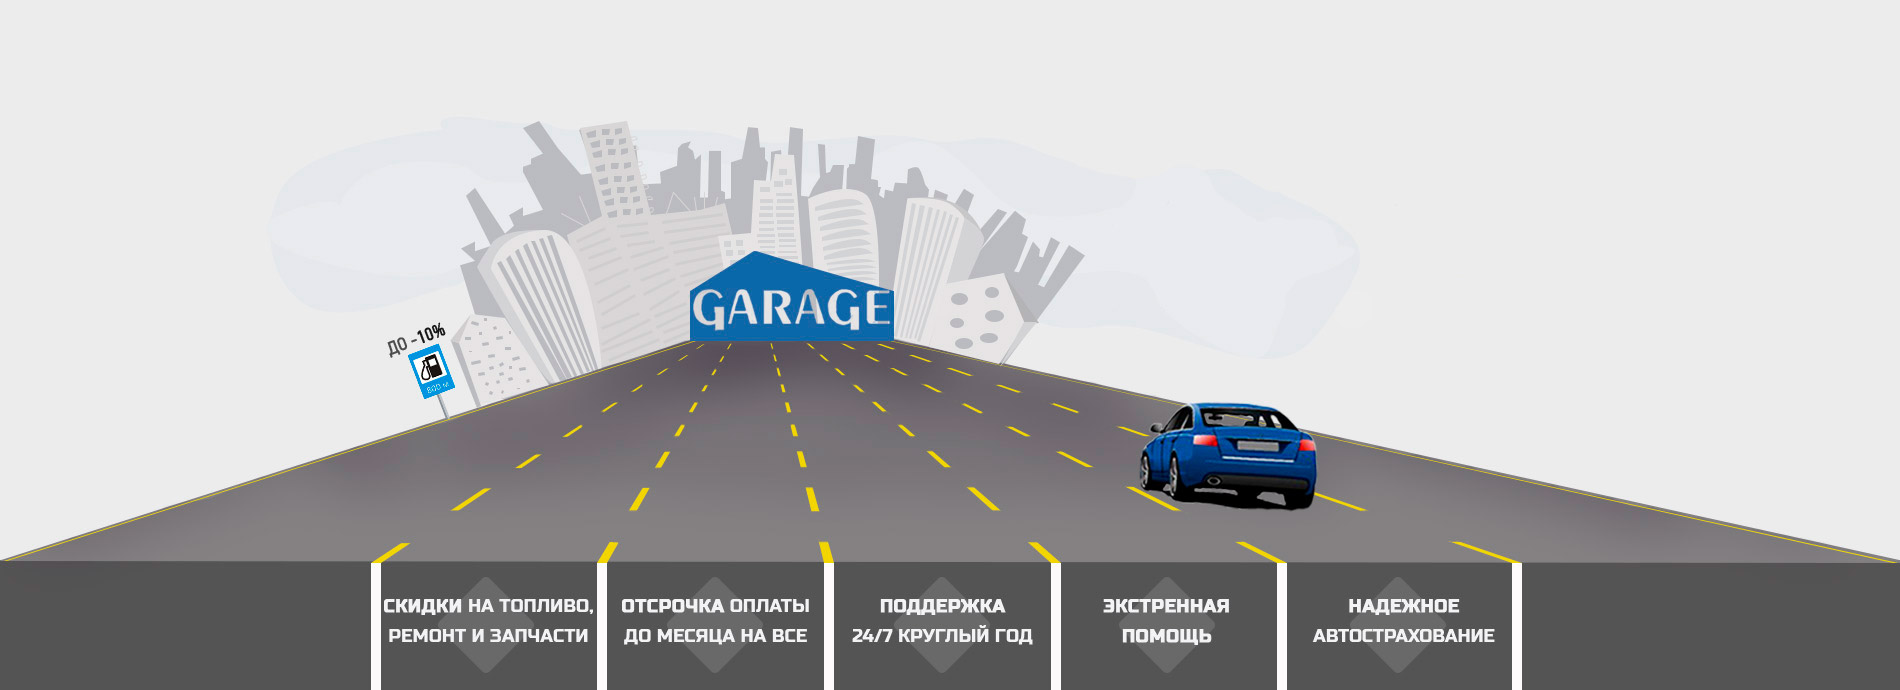 GARAGE
ДО -10%
800 м
СКИДКИ НА ТОПЛИВО,
РЕМОНТ И ЗАПЧАСТИ
ОТСРОЧКА ОПЛАТЫ
ДО МЕСЯЦА НА ВСЕ
ПОДДЕРЖКА
24/7 КРУГЛЫЙ ГОД
ЭКСТРЕННАЯ
ПОМОЩЬ
НАДЕЖНОЕ
АВТОСТРАХОВАНИЕ